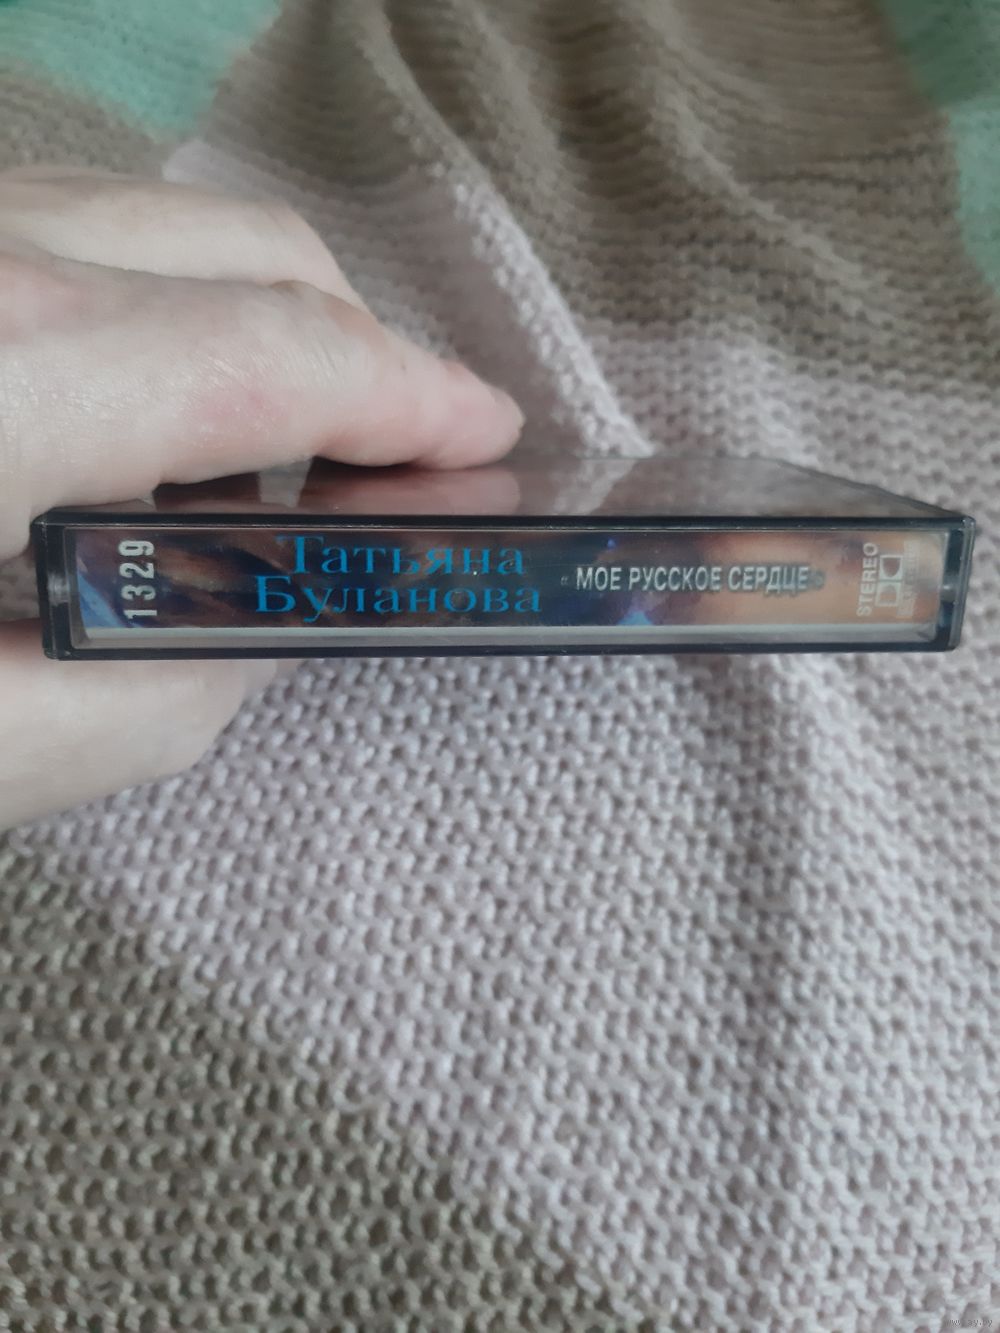 1329
Татьяна
Буланова
« МОЕ РУССКОЕ СЕРДЦЕ»
STEREO